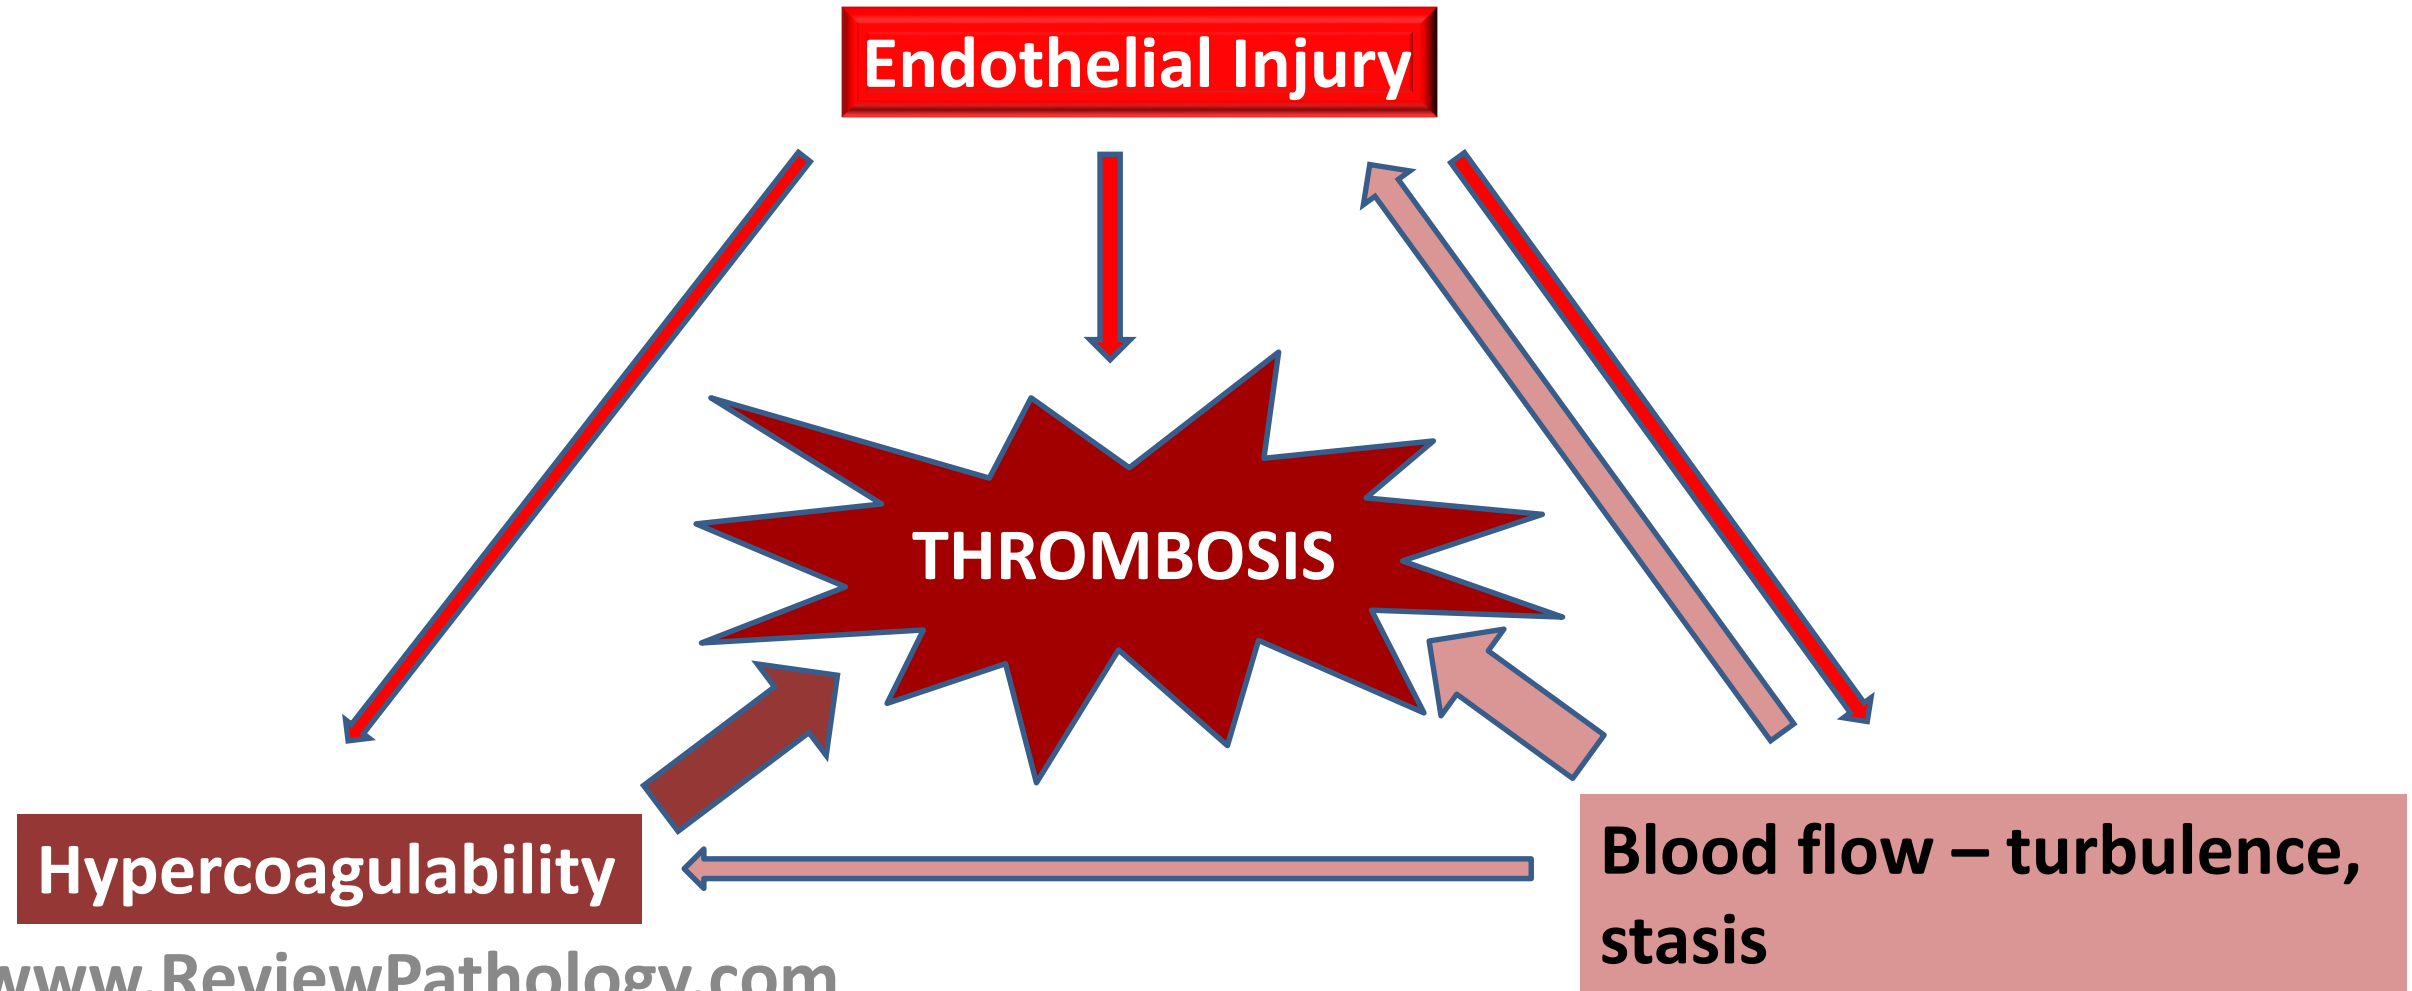 Endothelial Injury
THROMBOSIS
Hypercoagulability
Blood flow – turbulence,
stasis
www.ReviewPathology.com